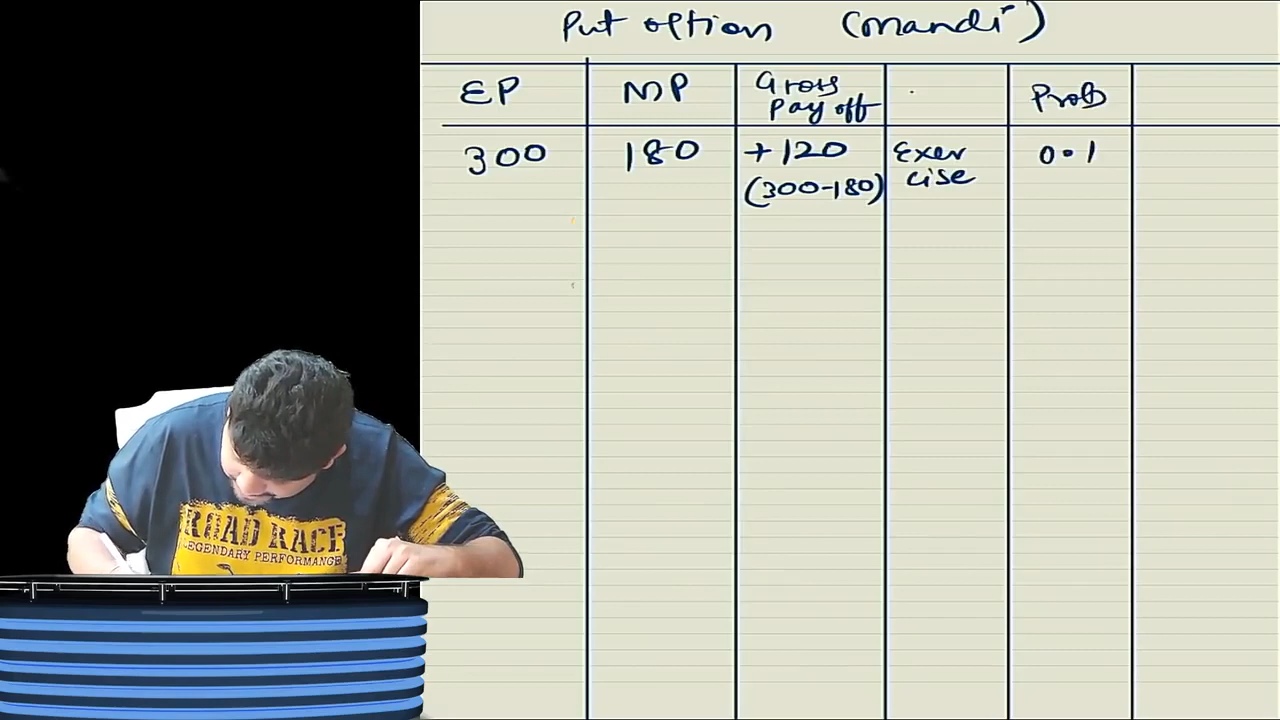 Put option (mandi)
EP MP Gross Pay off Prob
300 180 +120 Exer cise 0.1
(300-180)
ROAD RACE
LEGENDARY PERFORMANCE